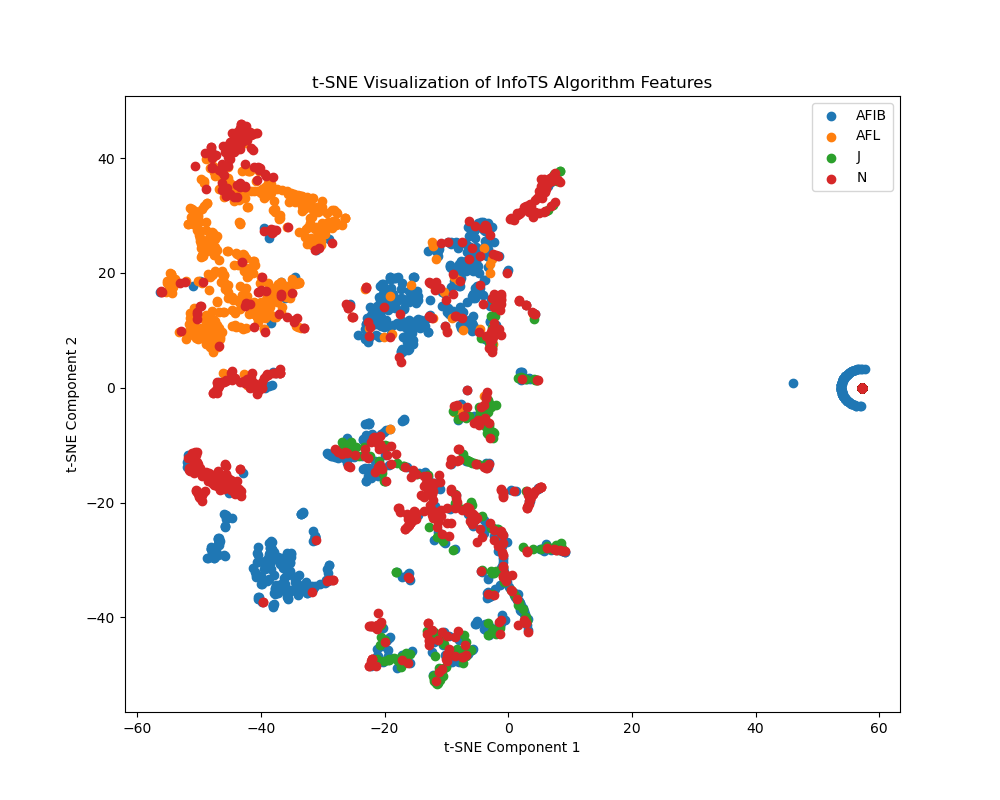 t-SNE Visualization of InfoTS Algorithm Features
AFIB
AFL
J
N
40
20
0
−20
−40
t-SNE Component 2
−60
−40
−20
0
20
40
60
t-SNE Component 1